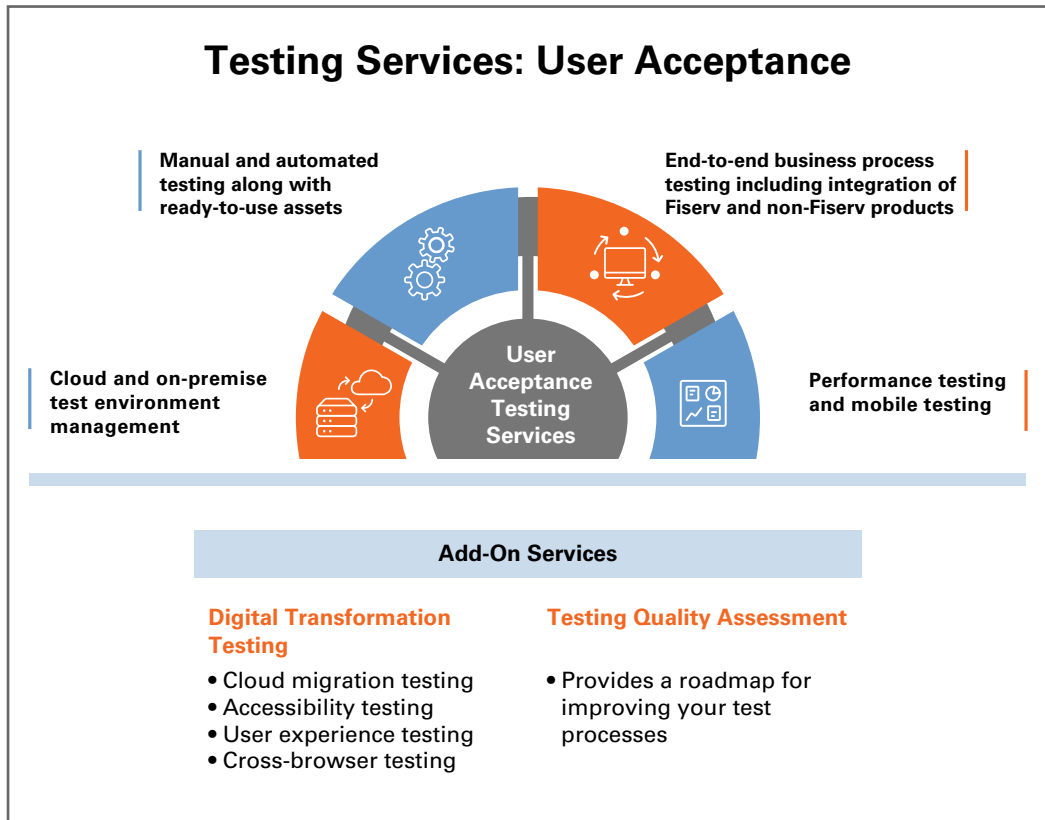 Testing Services: User Acceptance
Manual and automated
testing along with
ready-to-use assets
End-to-end business process
testing including integration of
Fiserv and non-Fiserv products
Cloud and on-premise
test environment
management
User
Acceptance
Testing
Services
Performance testing
and mobile testing
Add-On Services
Digital Transformation
Testing
• Cloud migration testing
• Accessibility testing
• User experience testing
• Cross-browser testing
Testing Quality Assessment
• Provides a roadmap for
improving your test
processes